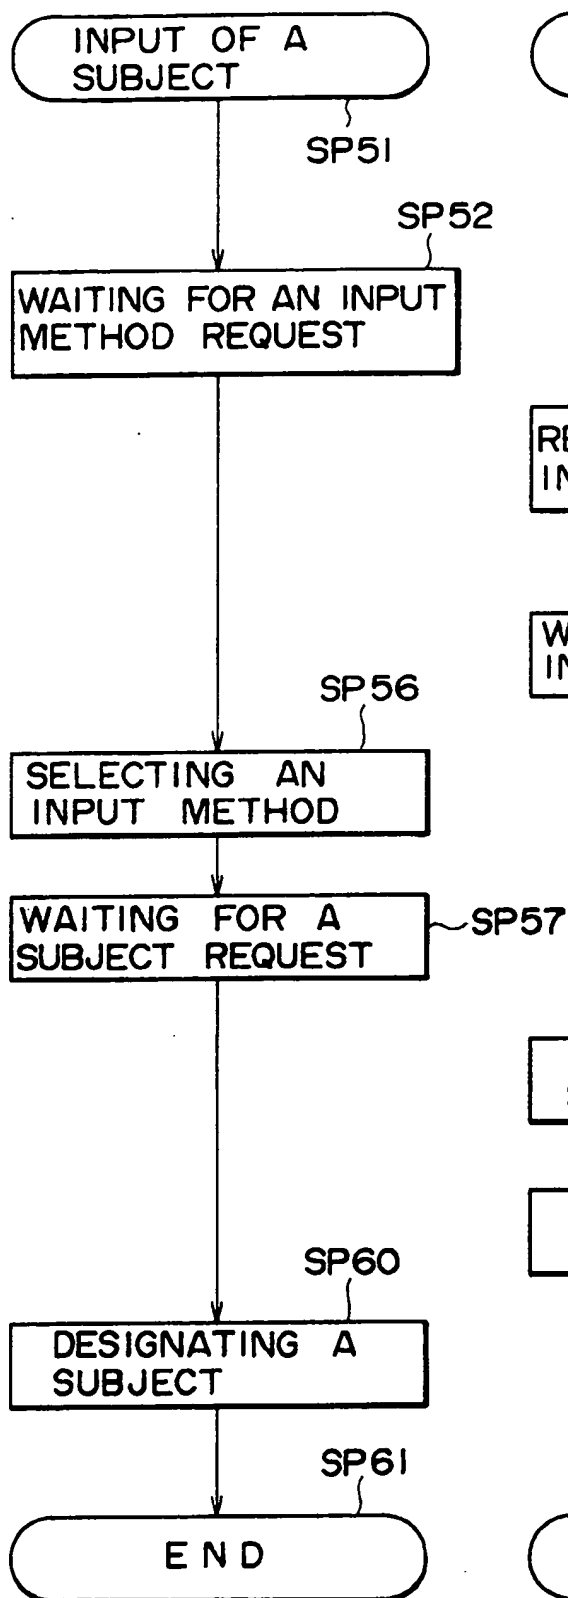 INPUT OF A
SUBJECT
SP51
SP52
WAITING FOR AN INPUT
METHOD REQUEST
SP56
SELECTING AN
INPUT METHOD
WAITING FOR A
SUBJECT REQUEST
SP57
SP60
DESIGNATING A
SUBJECT
SP61
END